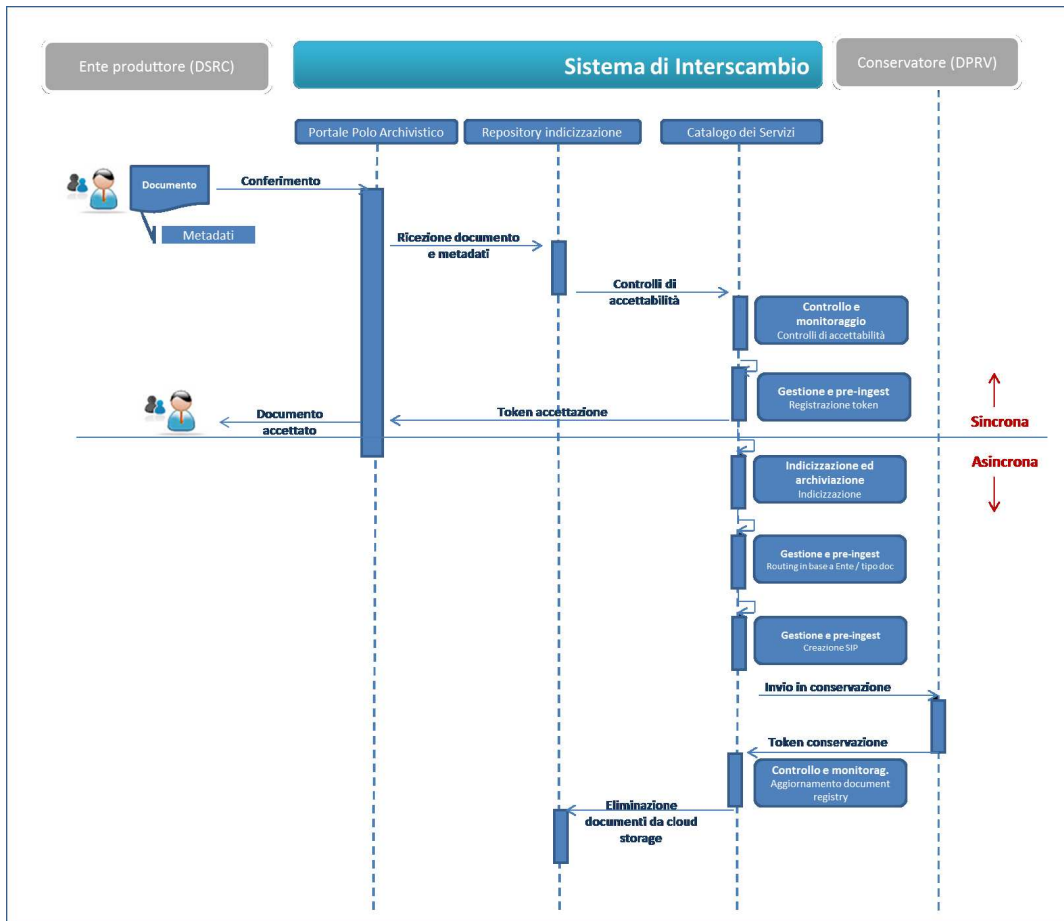 Ente produttore (DSRC)
Sistema di Interscambio
Conservatore (DPRV)
Portale Polo Archivistico
Repository indicizzazione
Catalogo dei Servizi
Documento
Metadati
Conferimento
Ricezione documento
e metadati
Controlli di
accettabilità
Controllo e
monitoraggio
Controlli di accettabilità
Gestione e pre-ingest
Registrazione token
Sincrona
Token accettazione
Documento
accettato
Asincrona
Indicizzazione ed
archiviazione
Indicizzazione
Gestione e pre-ingest
Routing in base a Ente / tipo doc
Gestione e pre-ingest
Creazione SIP
Invio in conservazione
Token conservazione
Controllo e monitorag.
Aggiornamento document
registry
Eliminazione
documenti da cloud
storage